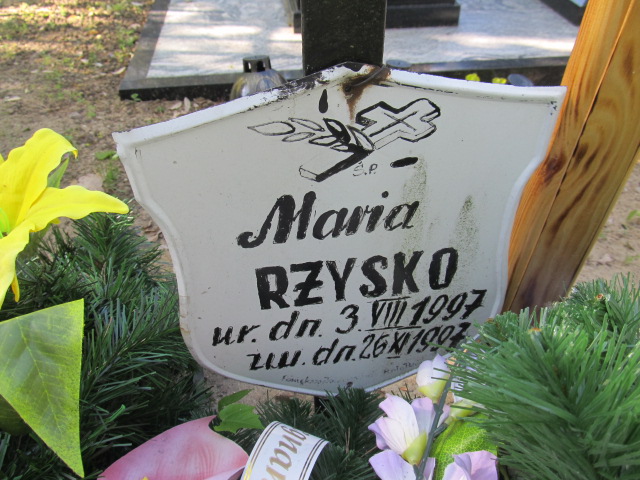 Ś.P.
Maria
RZYSKO
ur. dn. 3 VIII 1997
zm. dn. 26 XI 1997